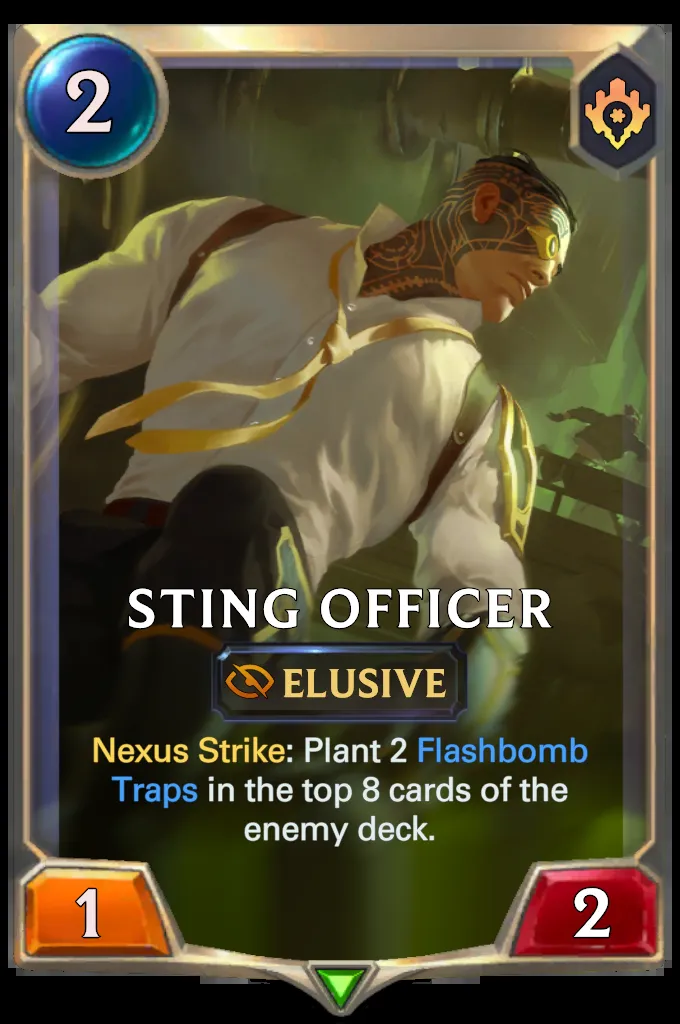 2
STING OFFICER
ELUSIVE
Nexus Strike: Plant 2 Flashbomb
Traps in the top 8 cards of the
enemy deck.
1
2